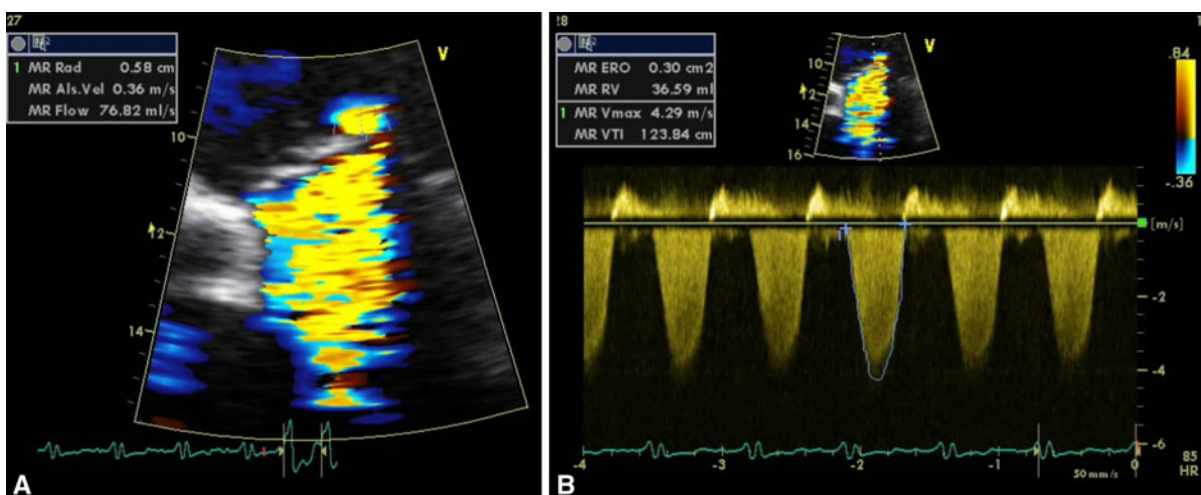 27
V
1 MR Rad 0.58 cm
MR Als.Vel 0.36 m/s
MR Flow 76.82 ml/s
10
12
14
A
28
V
1
MR ERO 0.30 cm2
MR RV 36.59 ml
1 MR Vmax 4.29 m/s
MR VTI 123.84 cm
10
12
14
16
.84
-.36
[m/s]
-2
-4
-6
-4
-2
-1
0
50 mm/s
85
HR
B